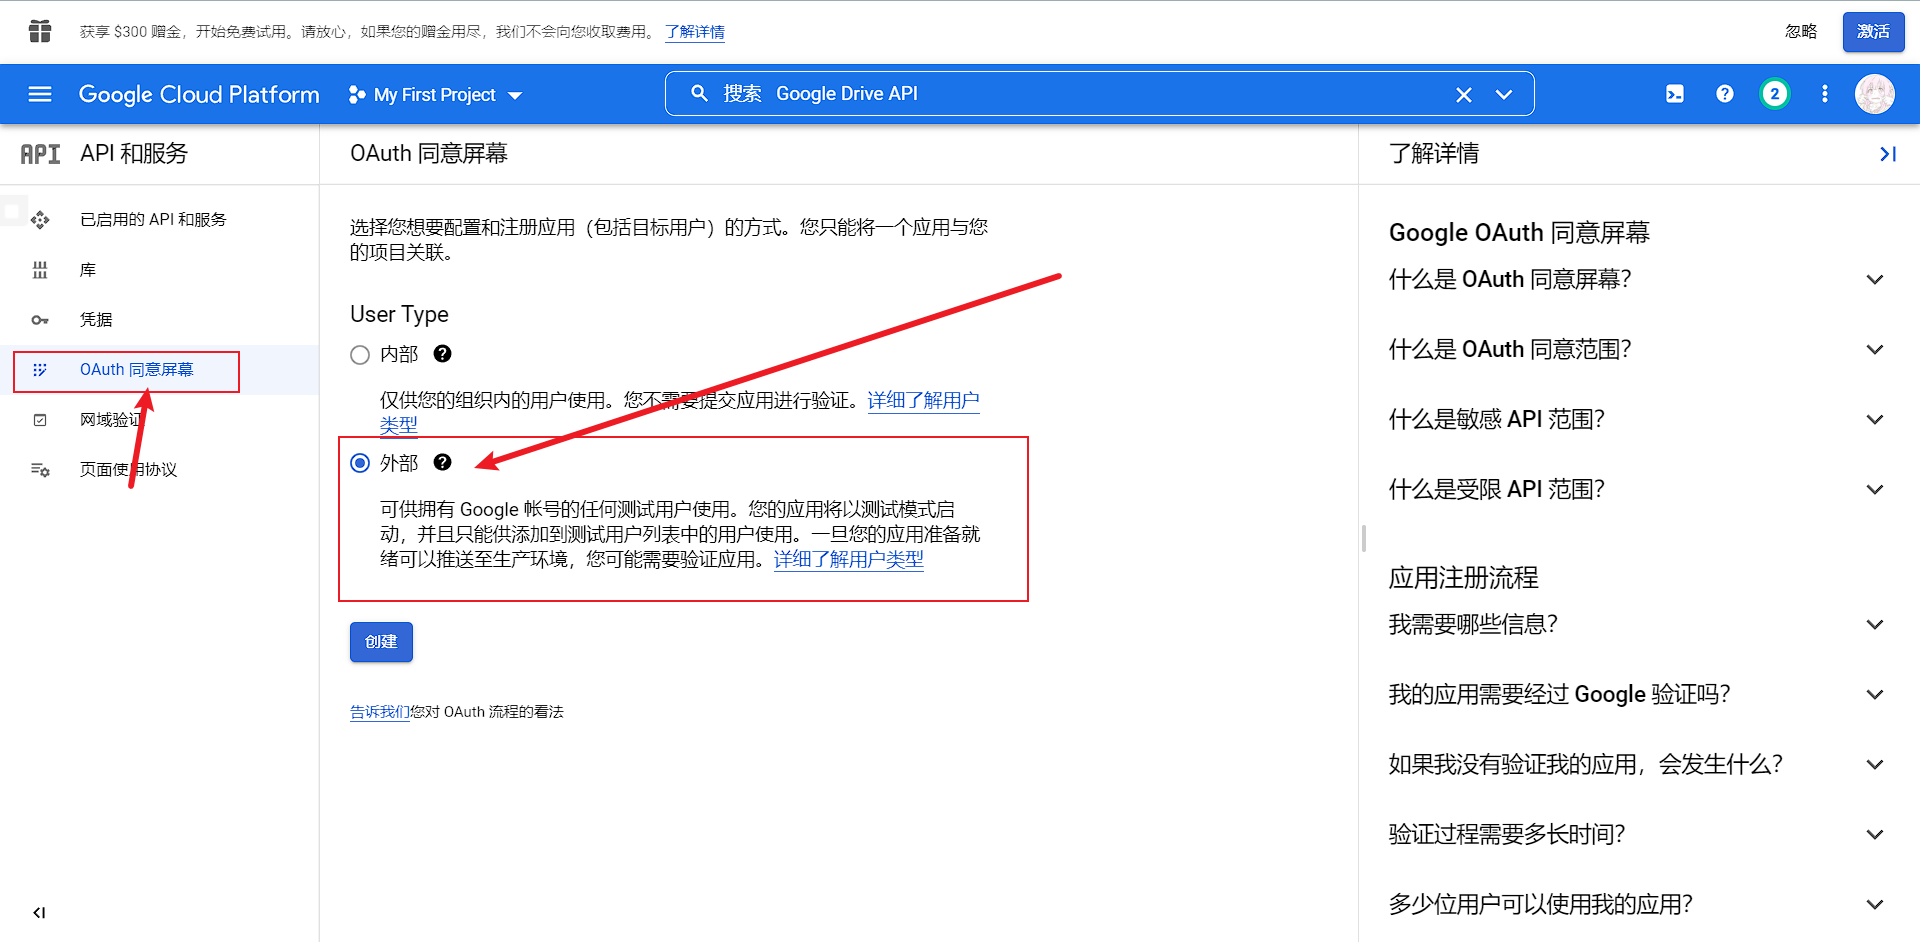 获享 $300 赠金，开始免费试用。请放心，如果您的赠金用尽，我们不会向您收取费用。 了解详情
忽略
激活
Google Cloud Platform
My First Project
搜索 Google Drive API
2
API API 和服务
已启用的 API 和服务
库
凭据
OAuth 同意屏幕
网域验证
页面使用协议
OAuth 同意屏幕
选择您想要配置和注册应用（包括目标用户）的方式。您只能将一个应用与您
的项目关联。
User Type
内部
仅供您的组织内的用户使用。您不需要提交应用进行验证。详细了解用户
类型
外部
可供拥有 Google 帐号的任何测试用户使用。您的应用将以测试模式启
动，并且只能供添加到测试用户列表中的用户使用。一旦您的应用准备就
绪可以推送至生产环境，您可能需要验证应用。详细了解用户类型
创建
告诉我们您对 OAuth 流程的看法
了解详情
Google OAuth 同意屏幕
什么是 OAuth 同意屏幕？
什么是 OAuth 同意范围？
什么是敏感 API 范围？
什么是受限 API 范围？
应用注册流程
我需要哪些信息？
我的应用需要经过 Google 验证吗？
如果我没有验证我的应用，会发生什么？
验证过程需要多长时间？
多少位用户可以使用我的应用？